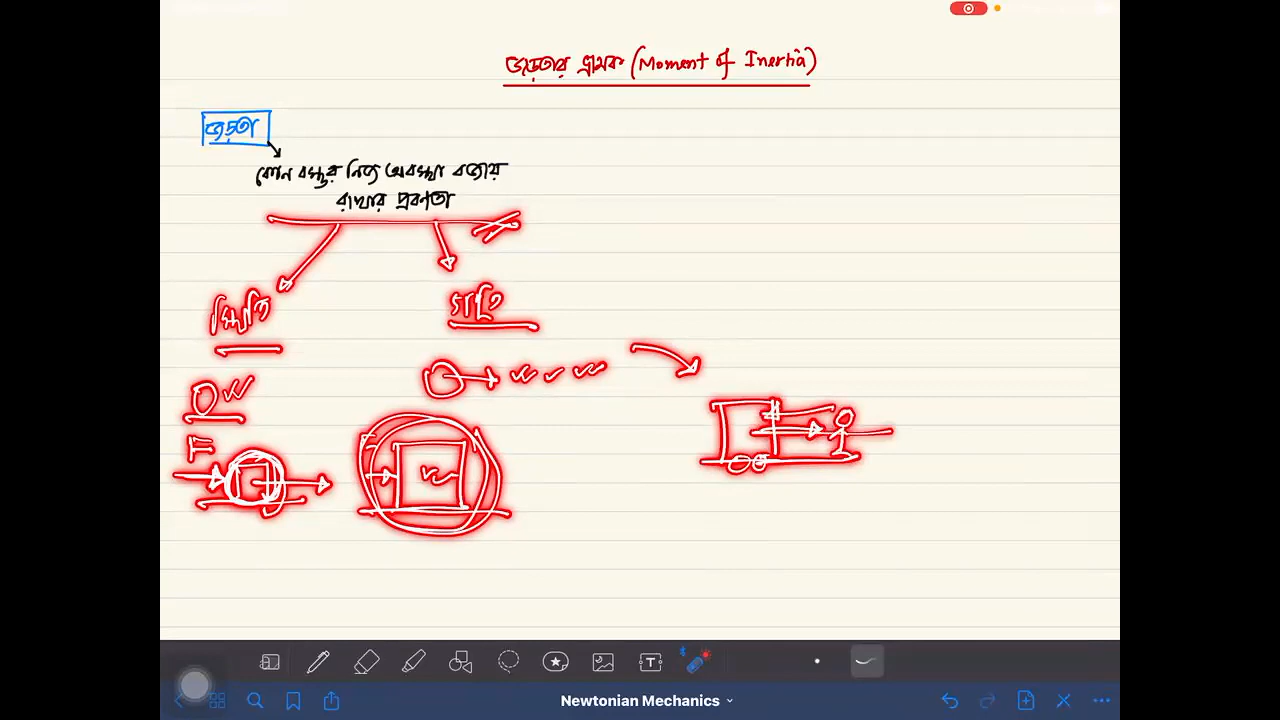 জড়তার ভ্রামক (Moment of Inertia)
জড়তা
কোন বস্তুর নিজ অবস্থা বজায়
রাখার প্রবণতা
স্থিতি
গতি
T
Newtonian Mechanics